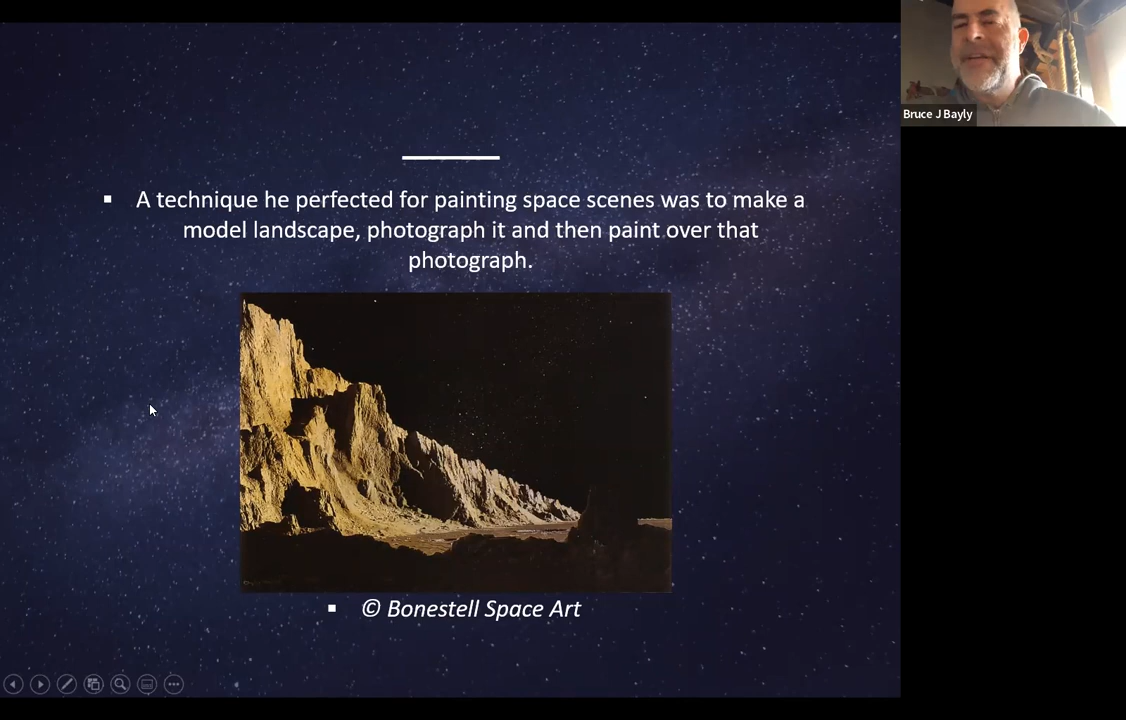 Bruce J Bayly
A technique he perfected for painting space scenes was to make a
model landscape, photograph it and then paint over that
photograph.
© Bonestell Space Art